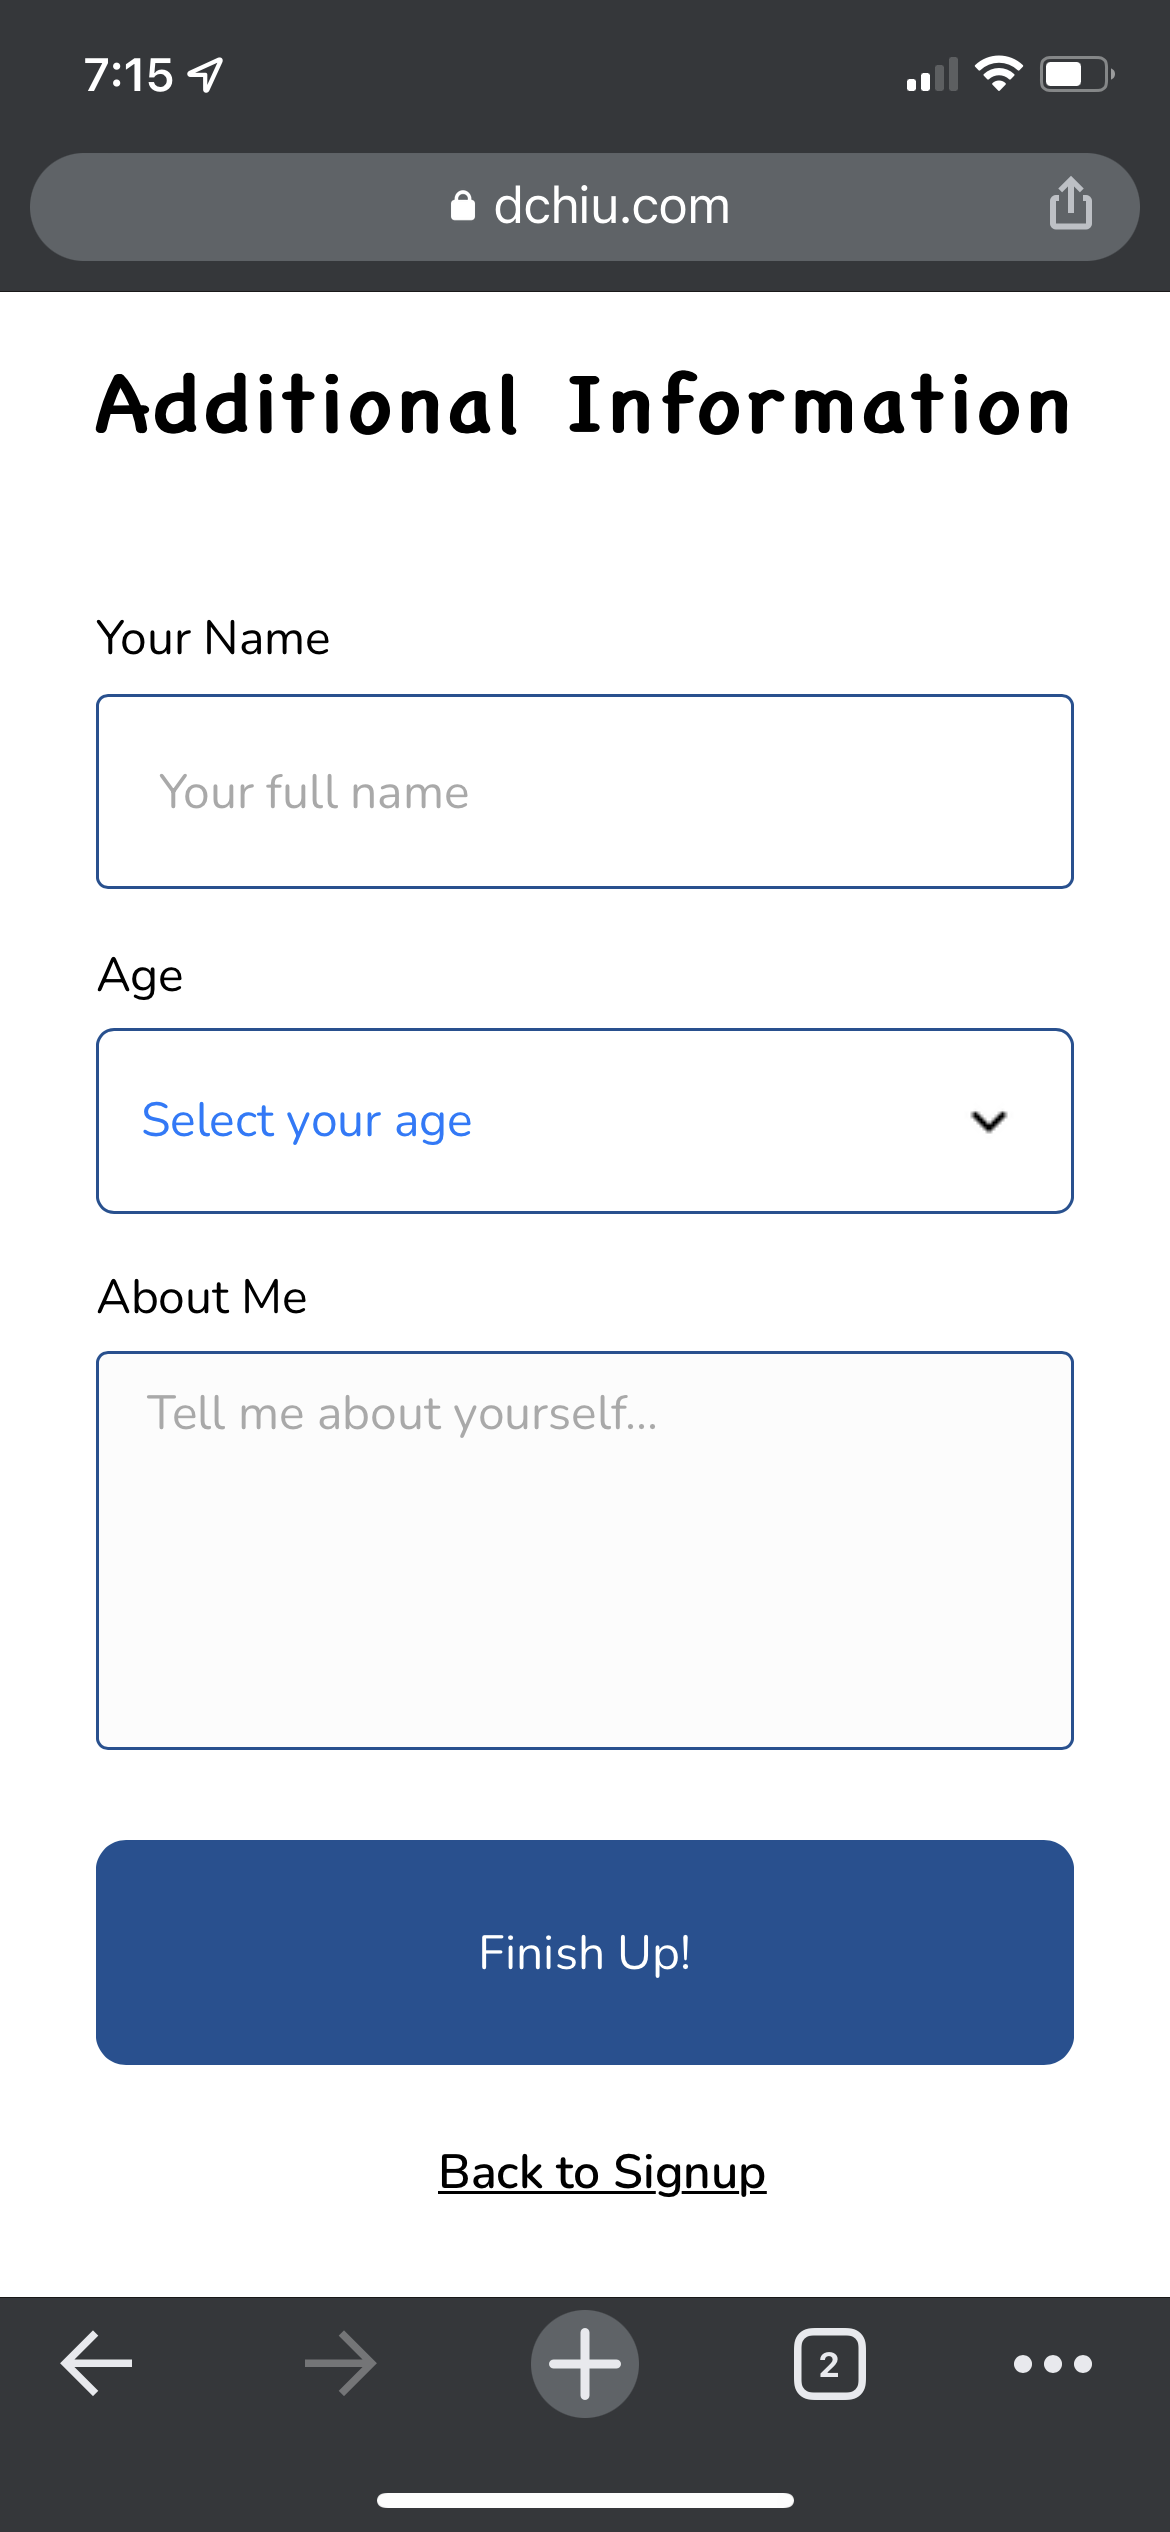 7:15
dchiu.com
Additional Information
Your Name
Your full name
Age
Select your age
About Me
Tell me about yourself...
Finish Up!
Back to Signup
2